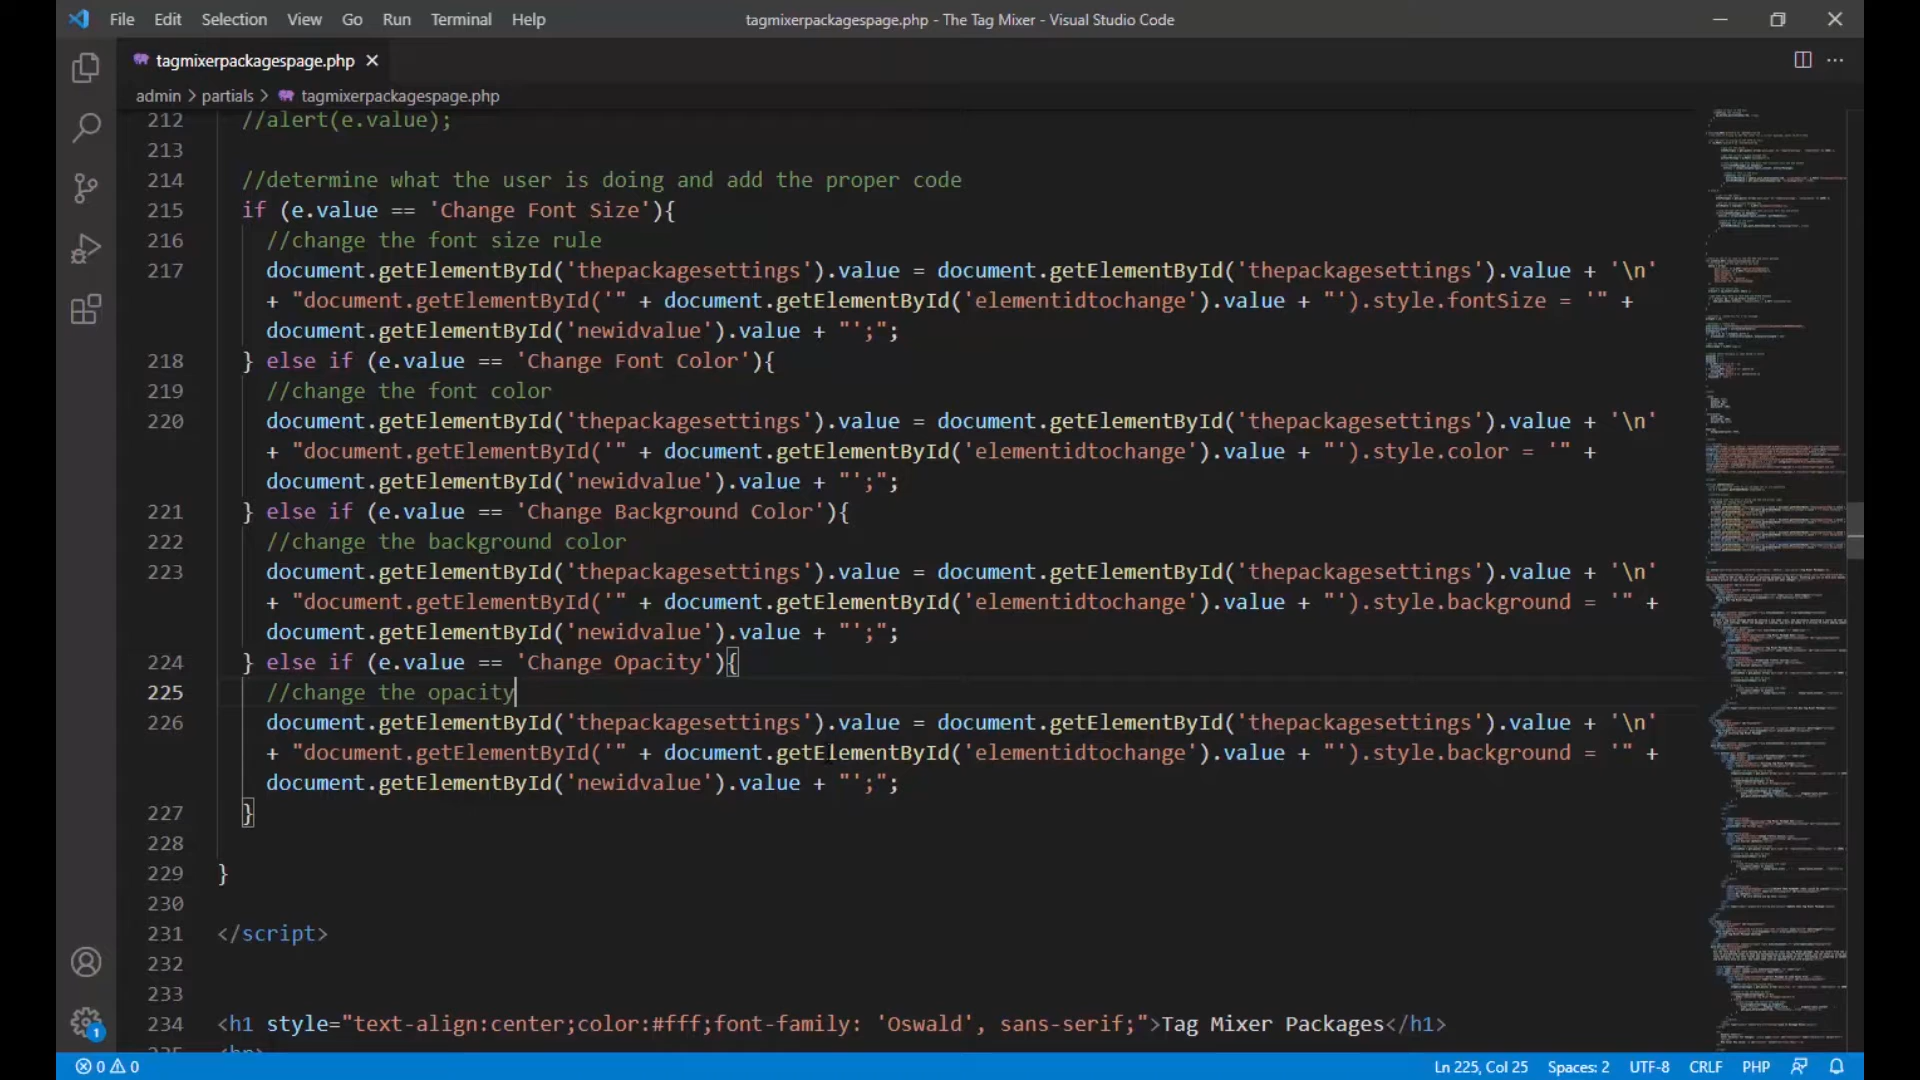 File Edit Selection View Go Run Terminal Help tagmixerpackagespage.php - The Tag Mixer - Visual Studio Code
tagmixerpackagespage.php
admin > partials > tagmixerpackagespage.php
212 //alert(e.value);
213
214 //determine what the user is doing and add the proper code
215 if (e.value == 'Change Font Size'){
216 //change the font size rule
217 document.getElementById('thepackagesettings').value = document.getElementById('thepackagesettings').value + '\n'
+ "document.getElementById('" + document.getElementById('elementidtochange').value + "').style.fontSize = '" +
document.getElementById('newidvalue').value + "';";
218 } else if (e.value == 'Change Font Color'){
219 //change the font color
220 document.getElementById('thepackagesettings').value = document.getElementById('thepackagesettings').value + '\n'
+ "document.getElementById('" + document.getElementById('elementidtochange').value + "').style.color = '" +
document.getElementById('newidvalue').value + "';";
221 } else if (e.value == 'Change Background Color'){
222 //change the background color
223 document.getElementById('thepackagesettings').value = document.getElementById('thepackagesettings').value + '\n'
+ "document.getElementById('" + document.getElementById('elementidtochange').value + "').style.background = '" +
document.getElementById('newidvalue').value + "';";
224 } else if (e.value == 'Change Opacity'){
225 //change the opacity
226 document.getElementById('thepackagesettings').value = document.getElementById('thepackagesettings').value + '\n'
+ "document.getElementById('" + document.getElementById('elementidtochange').value + "').style.background = '" +
document.getElementById('newidvalue').value + "';";
227 }
228
229 }
230
231 </script>
232
233
234 <h1 style="text-align:center;color:#fff;font-family: 'Oswald', sans-serif;">Tag Mixer Packages</h1>
1
0 0 Ln 225, Col 25 Spaces: 2 UTF-8 CRLF PHP